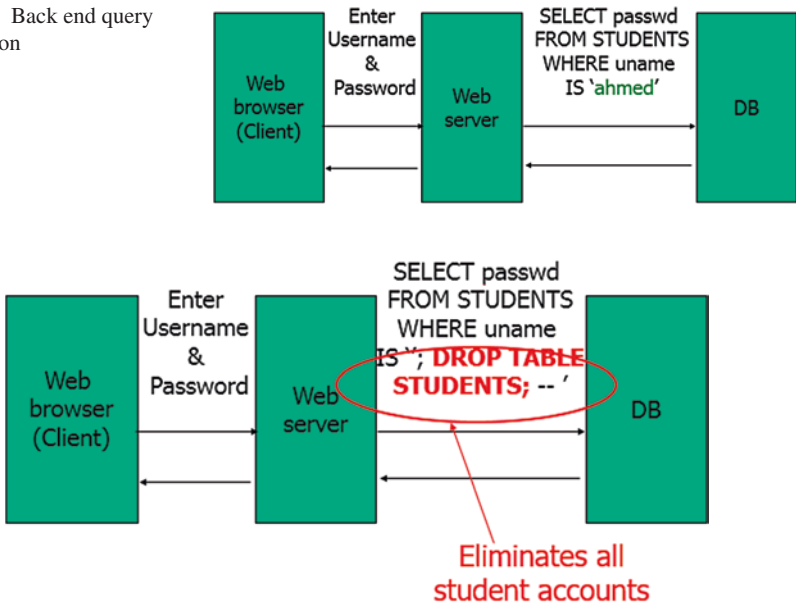 Back end query
on
Enter
Username
&
Password
SELECT passwd
FROM STUDENTS
WHERE uname
IS ‘ahmed’
Web
browser
(Client)
Web
server
DB
Enter
Username
&
Password
SELECT passwd
FROM STUDENTS
WHERE uname
IS ‘’; DROP TABLE
STUDENTS; -- ’
Web
browser
(Client)
Web
server
DB
Eliminates all
student accounts